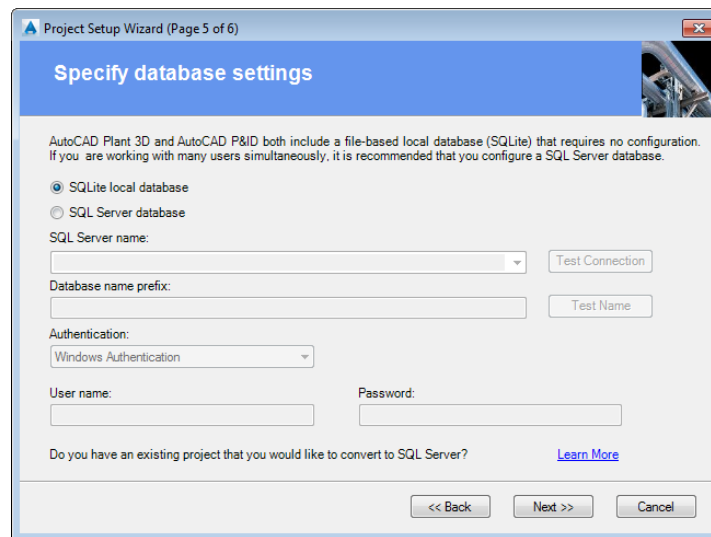 Project Setup Wizard (Page 5 of 6)
Specify database settings
AutoCAD Plant 3D and AutoCAD P&ID both include a file-based local database (SQLite) that requires no configuration.
If you are working with many users simultaneously, it is recommended that you configure a SQL Server database.
SQLite local database
SQL Server database
SQL Server name:
Test Connection
Database name prefix:
Test Name
Authentication:
Windows Authentication
User name:
Password:
Do you have an existing project that you would like to convert to SQL Server?
Learn More
<< Back
Next >>
Cancel